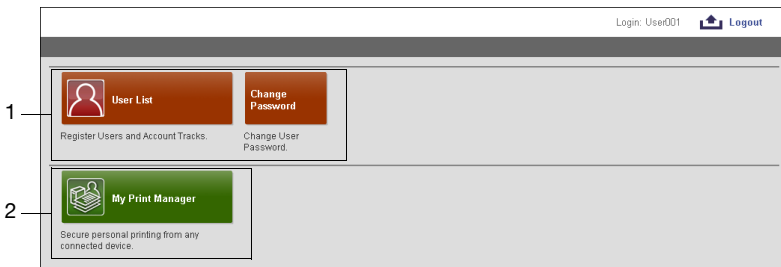 Login: User001 Logout
1
User List
Change
Password
Register Users and Account Tracks.
Change User
Password.
2
My Print Manager
Secure personal printing from any
connected device.